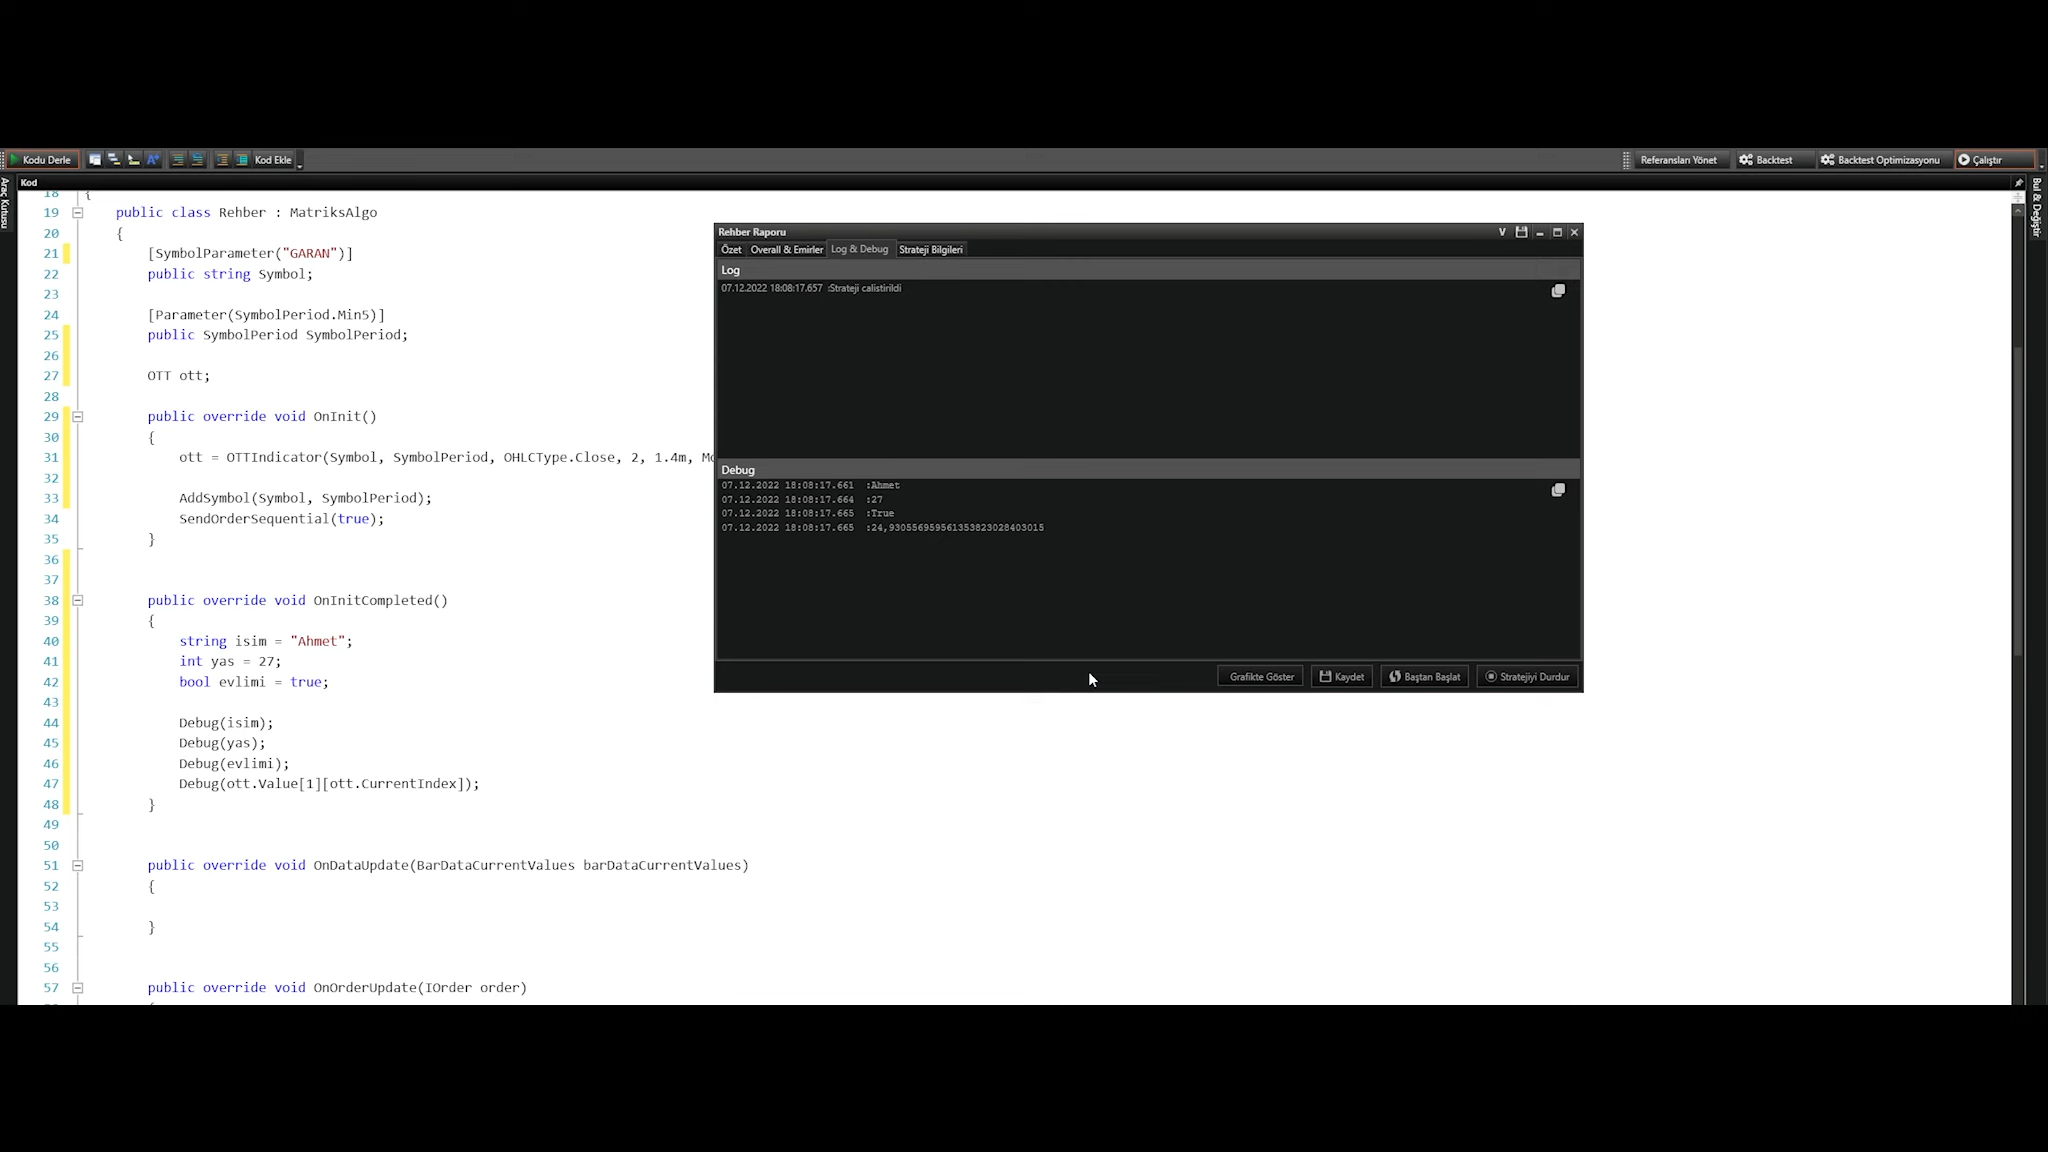 Kodu Derle
Kod Ekle
Referansları Yönet
Backtest
Backtest Optimizasyonu
Çalıştır
Araç Kutusu
Kod
Bul & Değiştir
18 {
19 public class Rehber : MatriksAlgo
20 {
21 [SymbolParameter("GARAN")]
22 public string Symbol;
23
24 [Parameter(SymbolPeriod.Min5)]
25 public SymbolPeriod SymbolPeriod;
26
27 OTT ott;
28
29 public override void OnInit()
30 {
31 ott = OTTIndicator(Symbol, SymbolPeriod, OHLCType.Close, 2, 1.4m, Mo
32
33 AddSymbol(Symbol, SymbolPeriod);
34 SendOrderSequential(true);
35 }
36
37
38 public override void OnInitCompleted()
39 {
40 string isim = "Ahmet";
41 int yas = 27;
42 bool evlimi = true;
43
44 Debug(isim);
45 Debug(yas);
46 Debug(evlimi);
47 Debug(ott.Value[1][ott.CurrentIndex]);
48 }
49
50
51 public override void OnDataUpdate(BarDataCurrentValues barDataCurrentValues)
52 {
53
54 }
55
56
57 public override void OnOrderUpdate(IOrder order)
Rehber Raporu
V
Özet Overall & Emirler Log & Debug Strateji Bilgileri
Log
07.12.2022 18:08:17.657 :Strateji calistirildi
Debug
07.12.2022 18:08:17.661 :Ahmet
07.12.2022 18:08:17.664 :27
07.12.2022 18:08:17.665 :True
07.12.2022 18:08:17.665 :24,930556959561353823028403015
Grafikte Göster
Kaydet
Baştan Başlat
Stratejiyi Durdur